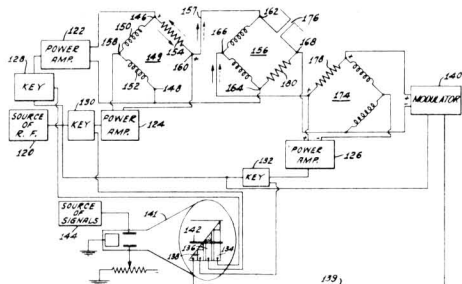 122
146
157
162
150
176
POWER
AMP.
166
128
158
149
154
156
168
178
140
KEY
160
152
164
174
MODULATOR
130
148
180
SOURCE
OF
R. F.
KEY
POWER
AMP.
120
124
POWER
AMP.
126
132
KEY
SOURCE
OF
SIGNALS
141
144
142
136
134
138
139